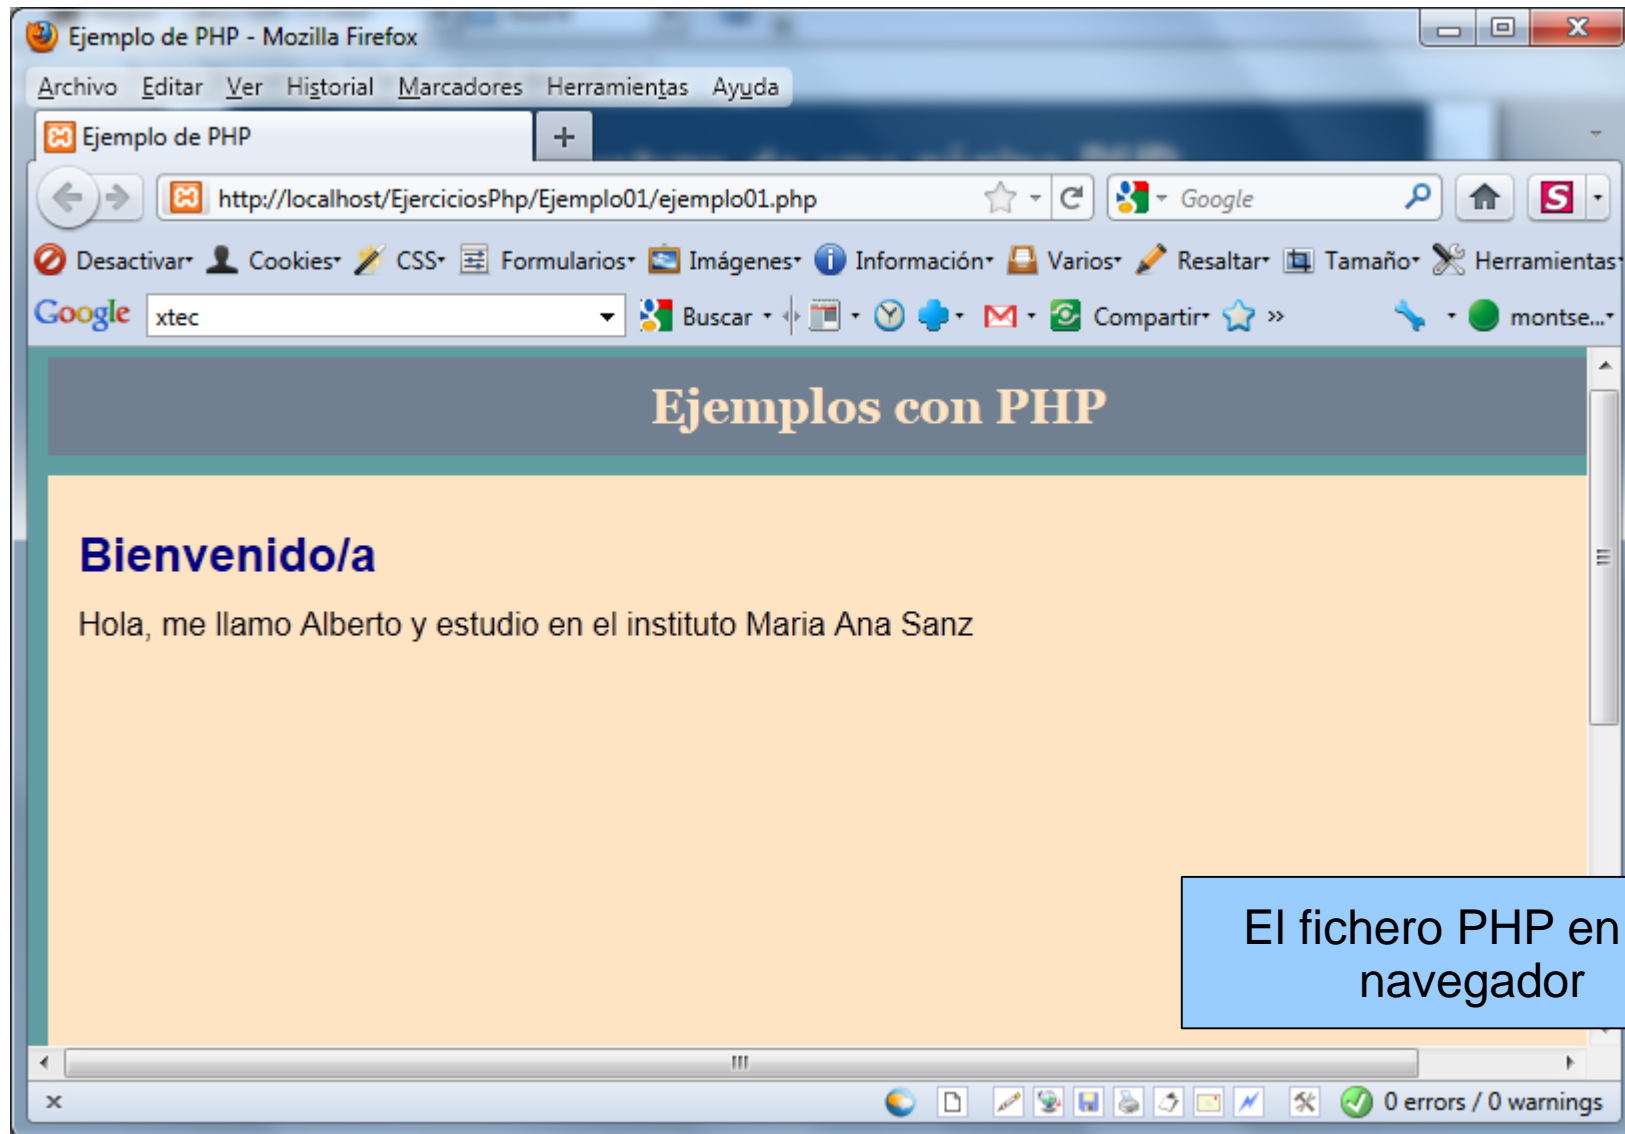 Ejemplo de PHP - Mozilla Firefox
Archivo Editar Ver Historial Marcadores Herramientas Ayuda
Ejemplo de PHP
http://localhost/EjerciciosPhp/Ejemplo01/ejemplo01.php Google S
Desactivar Cookies CSS Formularios Imágenes Información Varios Resaltar Tamaño Herramientas
Google xtec Buscar Compartir » montse...
Ejemplos con PHP
Bienvenido/a
Hola, me llamo Alberto y estudio en el instituto Maria Ana Sanz
El fichero PHP en
navegador
0 errors / 0 warnings